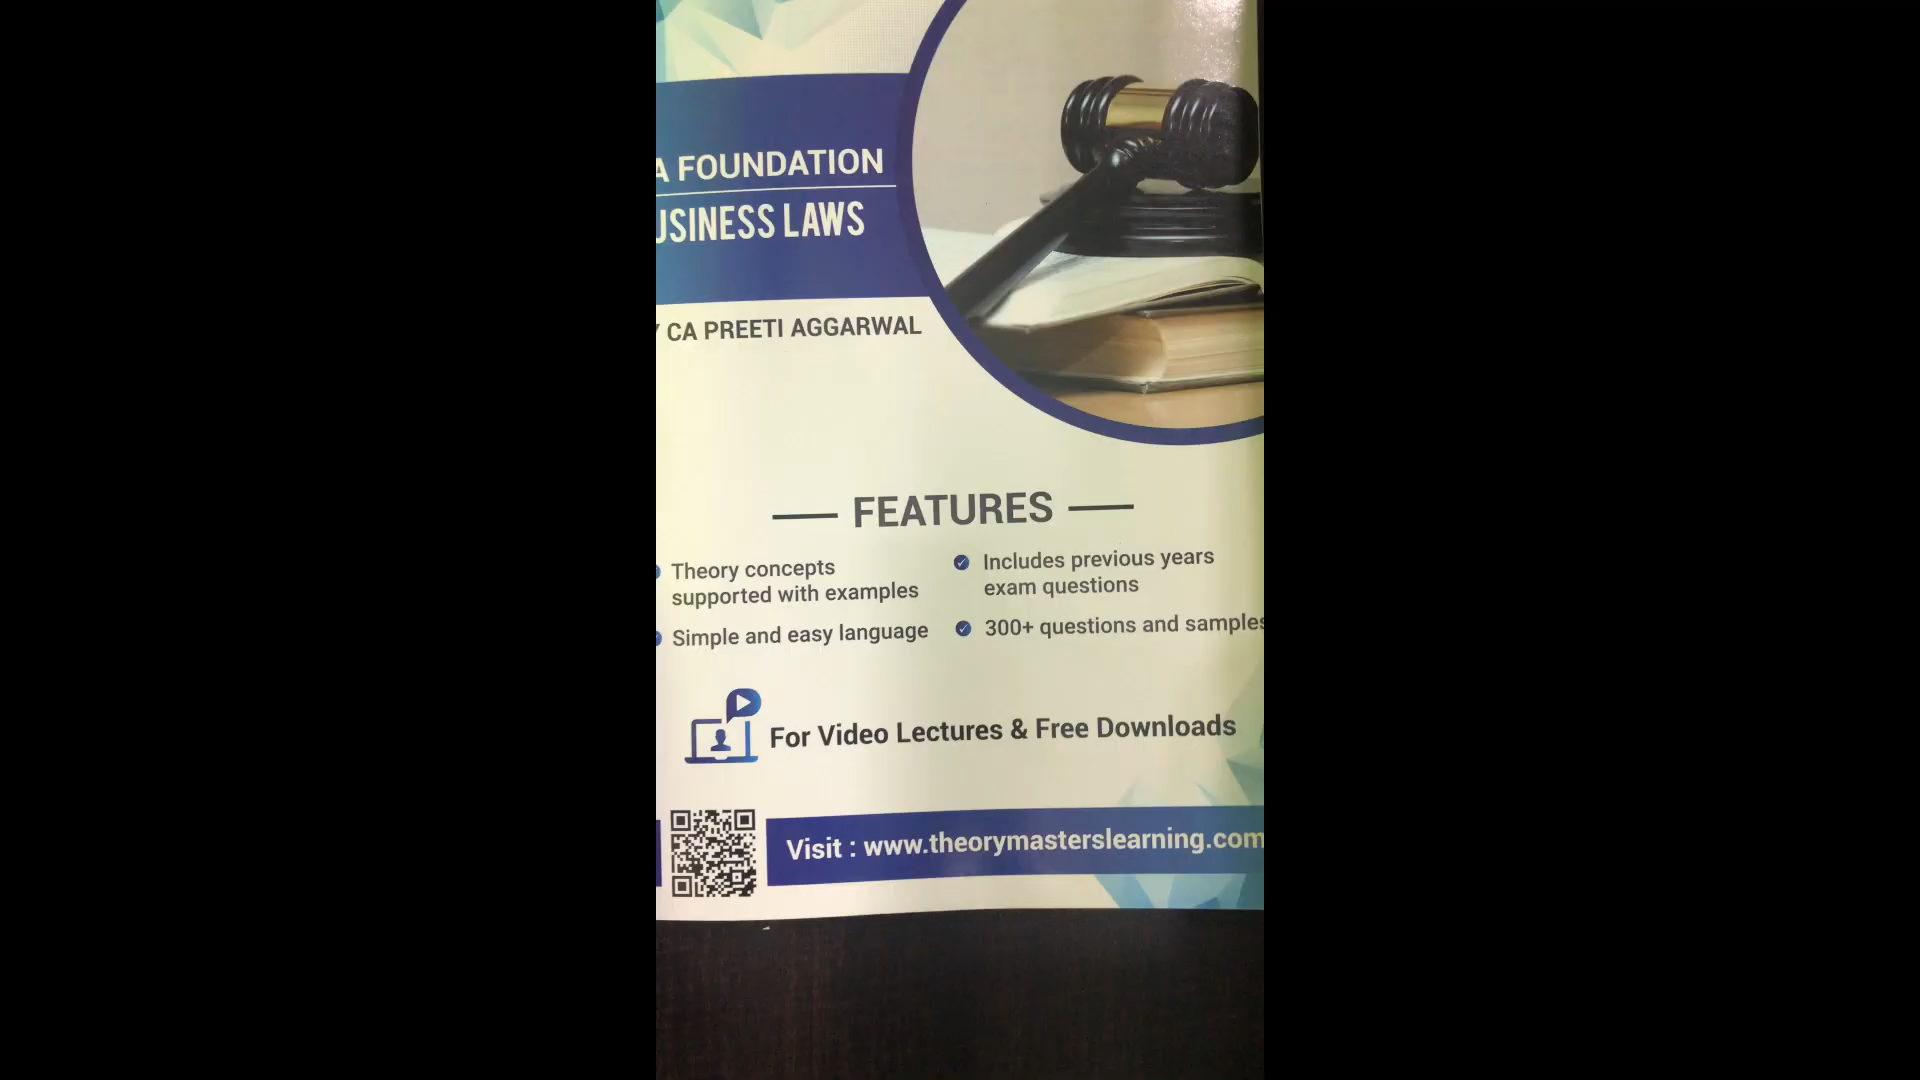 A FOUNDATION
USINESS LAWS
CA PREETI AGGARWAL
FEATURES
Theory concepts
supported with examples
Simple and easy language
Includes previous years
exam questions
300+ questions and samples
For Video Lectures & Free Downloads
Visit : www.theorymasterslearning.com